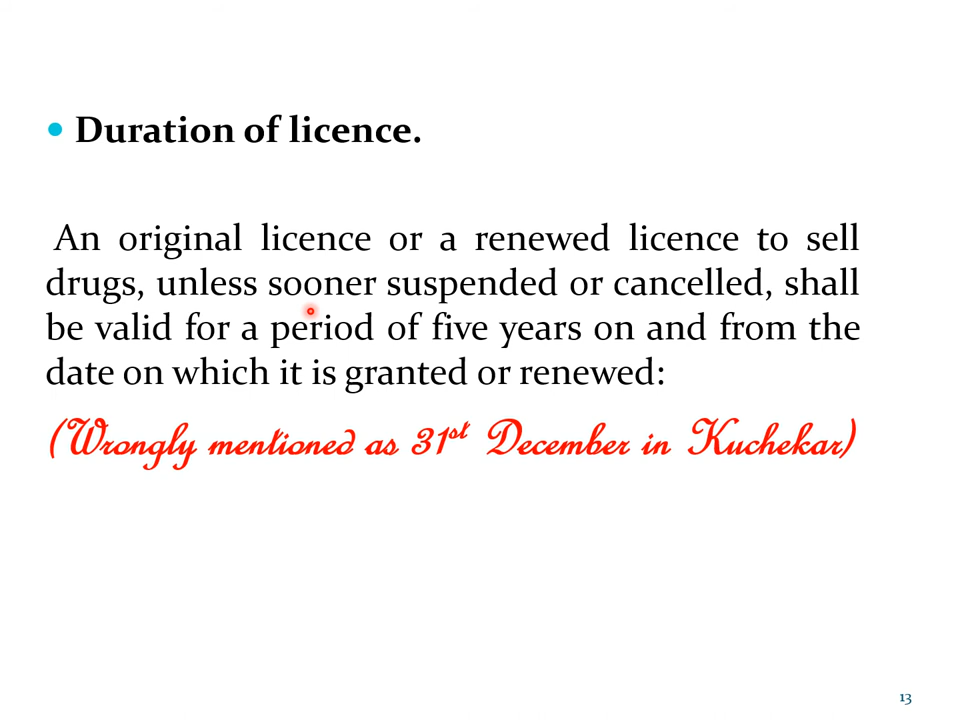 Duration of licence.
An original licence or a renewed licence to sell
drugs, unless sooner suspended or cancelled, shall
be valid for a period of five years on and from the
date on which it is granted or renewed:
(Wrongly mentioned as 31st December in Kuchekar)
13